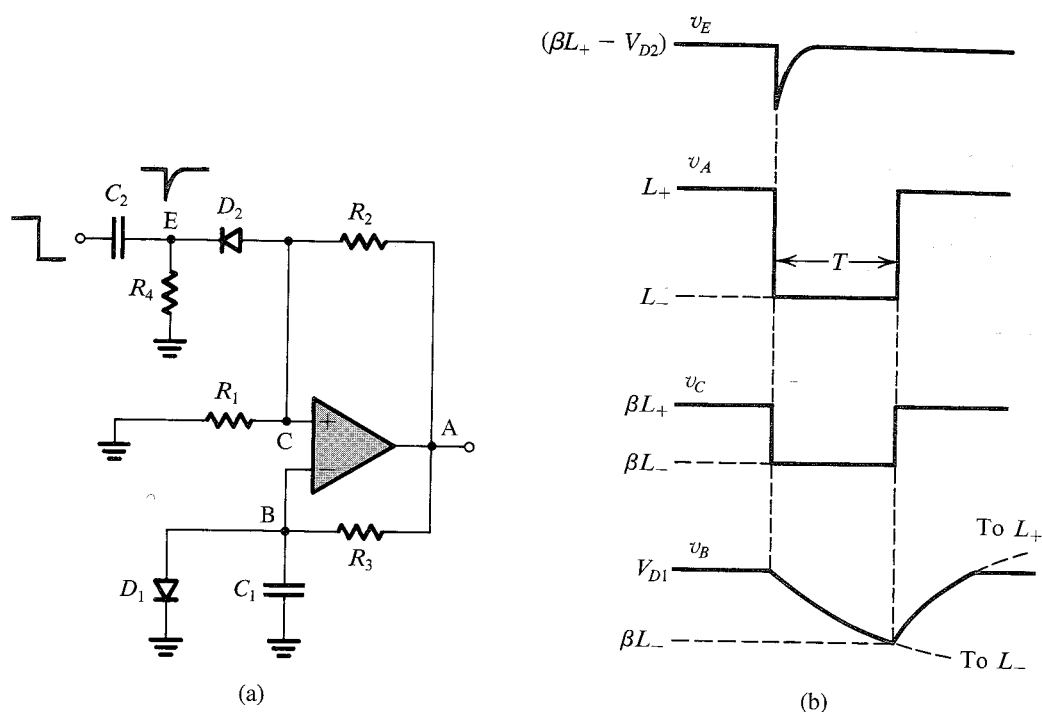 C₂
E
D₂
R₂
R₄
R₁
+
C
A
−
B
R₃
D₁
C₁
(a)
v_E
(βL₊ − V_D2)
v_A
L₊
T
L₋
v_C
βL₊
βL₋
To L₊
v_B
V_D1
βL₋
To L₋
(b)